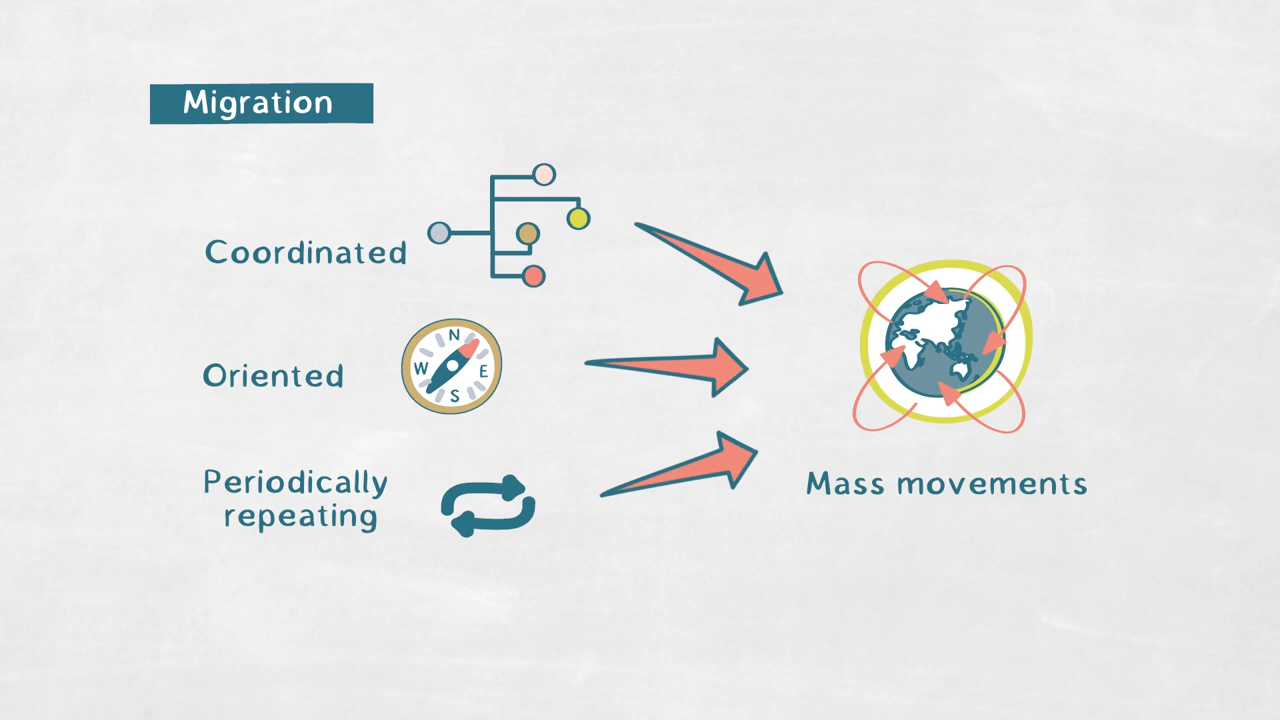 Migration
Coordinated
Oriented
N
W
E
S
Periodically
repeating
Mass movements